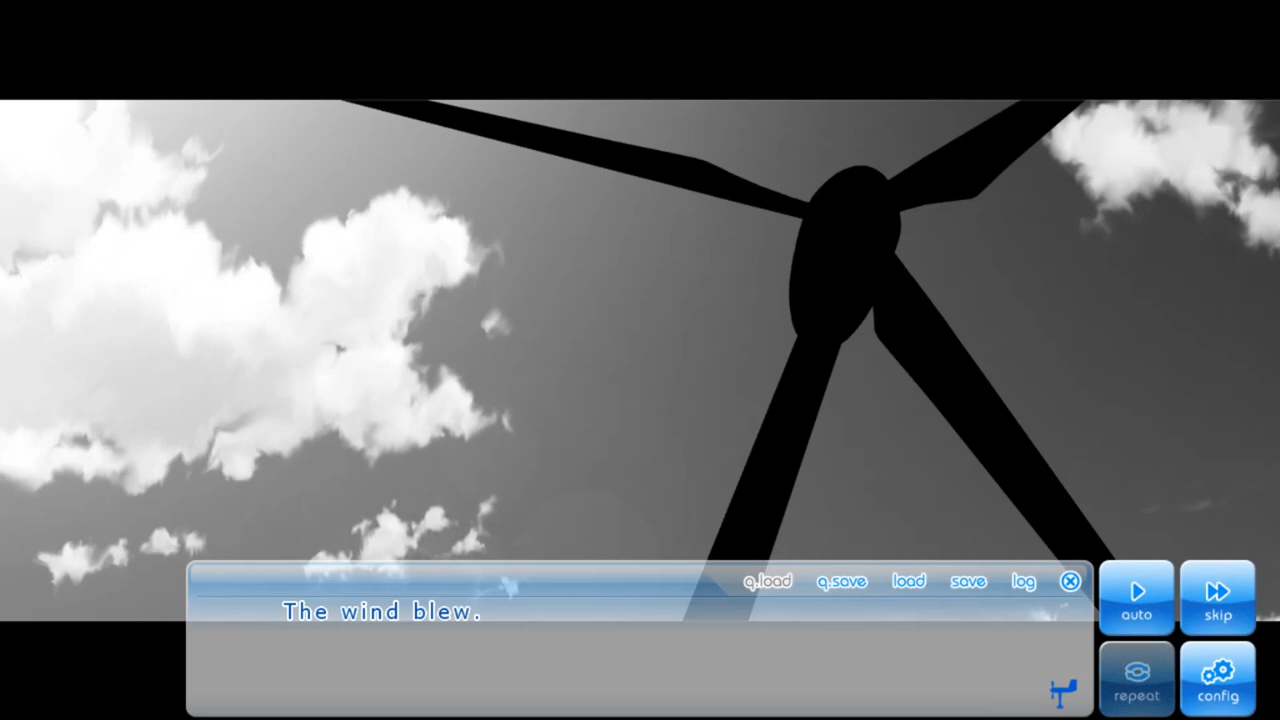 q.load q.save load save log
The wind blew.
auto skip
repeat config